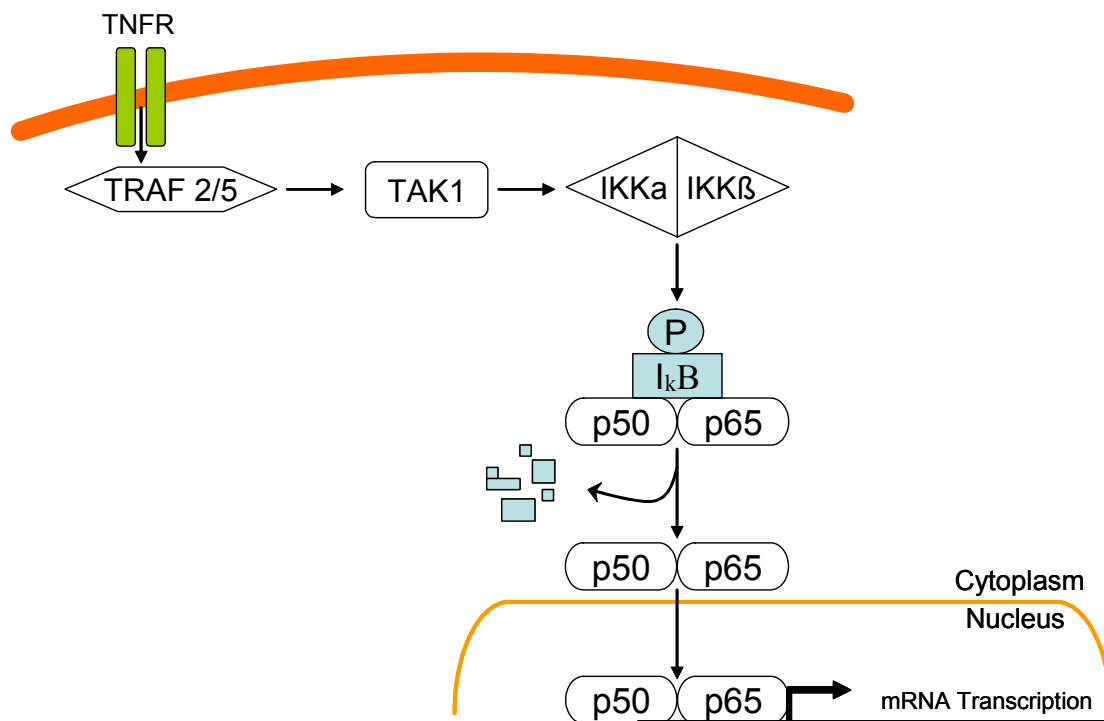 TNFR
TRAF 2/5
TAK1
IKKa
IKKß
P
IkB
p50
p65
p50
p65
Cytoplasm
Nucleus
p50
p65
mRNA Transcription